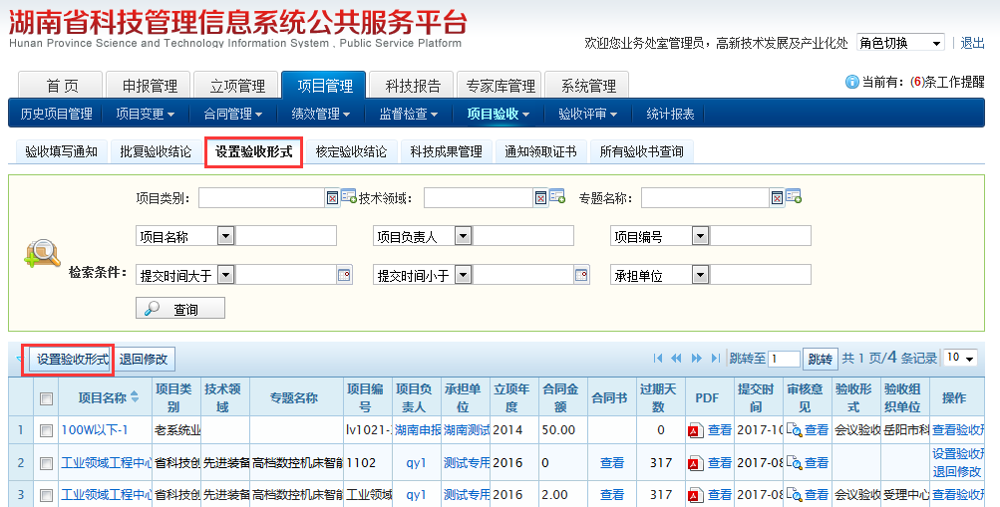 湖南省科技管理信息系统公共服务平台
Hunan Province Science and Technology Information System , Public Service Platform
欢迎您业务处室管理员，高新技术发展及产业化处 角色切换 退出
首 页 申报管理 立项管理 项目管理 科技报告 专家库管理 系统管理 当前有：(6)条工作提醒
历史项目管理 项目变更 合同管理 绩效管理 监督检查 项目验收 验收评审 统计报表
验收填写通知 批复验收结论 设置验收形式 核定验收结论 科技成果管理 通知领取证书 所有验收书查询
项目类别： 技术领域： 专题名称：
项目名称 项目负责人 项目编号
检索条件： 提交时间大于 提交时间小于 承担单位
查询
设置验收形式 退回修改 跳转至 1 跳转 共 1 页/4 条记录 10
项目名称 项目类别 技术领域 专题名称 项目编号 项目负责人 承担单位 立项年度 合同金额 合同书 过期天数 PDF 提交时间 审核意见 验收形式 验收组织单位 操作
1 100W以下-1 老系统业 lv1021-. 湖南申报 湖南测试 2014 50.00 0 查看 2017-10 查看 会议验收 岳阳市科 查看验收形
2 工业领域工程中心 省科技创 先进装备 高档数控机床智能 1102 qy1 测试专用 2016 0 查看 317 查看 2017-08 查看 设置验收形 退回修改
3 工业领域工程中心 省科技创 先进装备 高档数控机床智能 工业领域 qy1 测试专用 2016 2.00 查看 317 查看 2017-08 查看 会议验收 受理中心 查看验收形